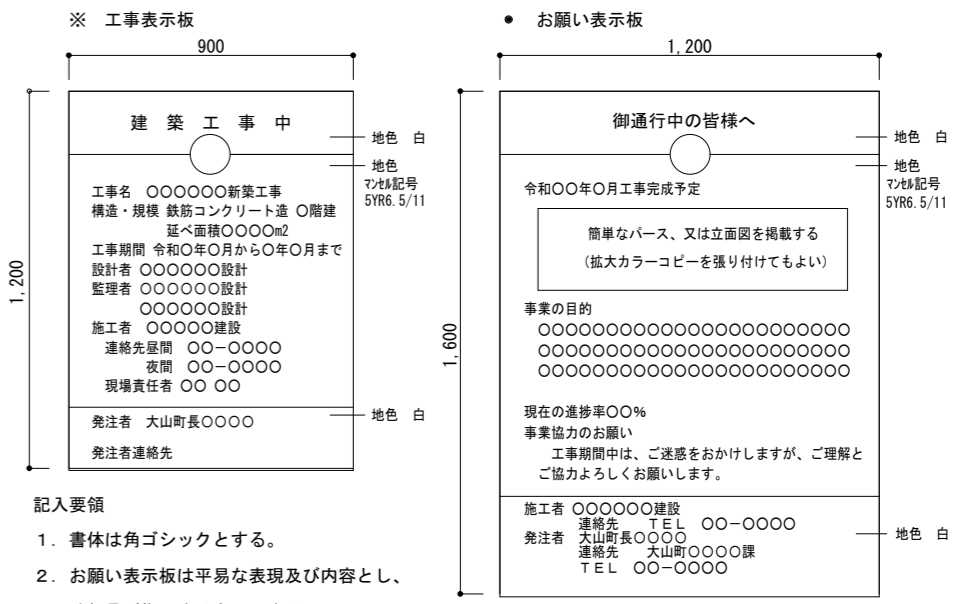 ※ 工事表示板
900
1,200
建築工事中
地色 白
地色
マンセル記号
5YR6.5/11
工事名 〇〇〇〇〇〇新築工事
構造・規模 鉄筋コンクリート造 〇階建
延べ面積〇〇〇〇m2
工事期間 令和〇年〇月から〇年〇月まで
設計者 〇〇〇〇〇〇設計
監理者 〇〇〇〇〇〇設計
〇〇〇〇〇〇設計
施工者 〇〇〇〇〇建設
連絡先昼間 〇〇－〇〇〇〇
夜間 〇〇－〇〇〇〇
現場責任者 〇〇 〇〇
発注者 大山町長〇〇〇〇
地色 白
発注者連絡先
記入要領
1. 書体は角ゴシックとする。
2. お願い表示板は平易な表現及び内容とし、
● お願い表示板
1,200
1,600
御通行中の皆様へ
地色 白
地色
マンセル記号
5YR6.5/11
令和〇〇年〇月工事完成予定
簡単なパース、又は立面図を掲載する
（拡大カラーコピーを張り付けてもよい）
事業の目的
〇〇〇〇〇〇〇〇〇〇〇〇〇〇〇〇〇〇〇〇〇〇〇
〇〇〇〇〇〇〇〇〇〇〇〇〇〇〇〇〇〇〇〇〇〇〇
〇〇〇〇〇〇〇〇〇〇〇〇〇〇〇〇〇〇〇〇〇〇〇
現在の進捗率〇〇%
事業協力のお願い
工事期間中は、ご迷惑をおかけしますが、ご理解と
ご協力よろしくお願いします。
施工者 〇〇〇〇〇〇建設
連絡先 ＴＥＬ 〇〇－〇〇〇〇
発注者 大山町長〇〇〇〇
連絡先 大山町〇〇〇〇課
ＴＥＬ 〇〇－〇〇〇〇
地色 白